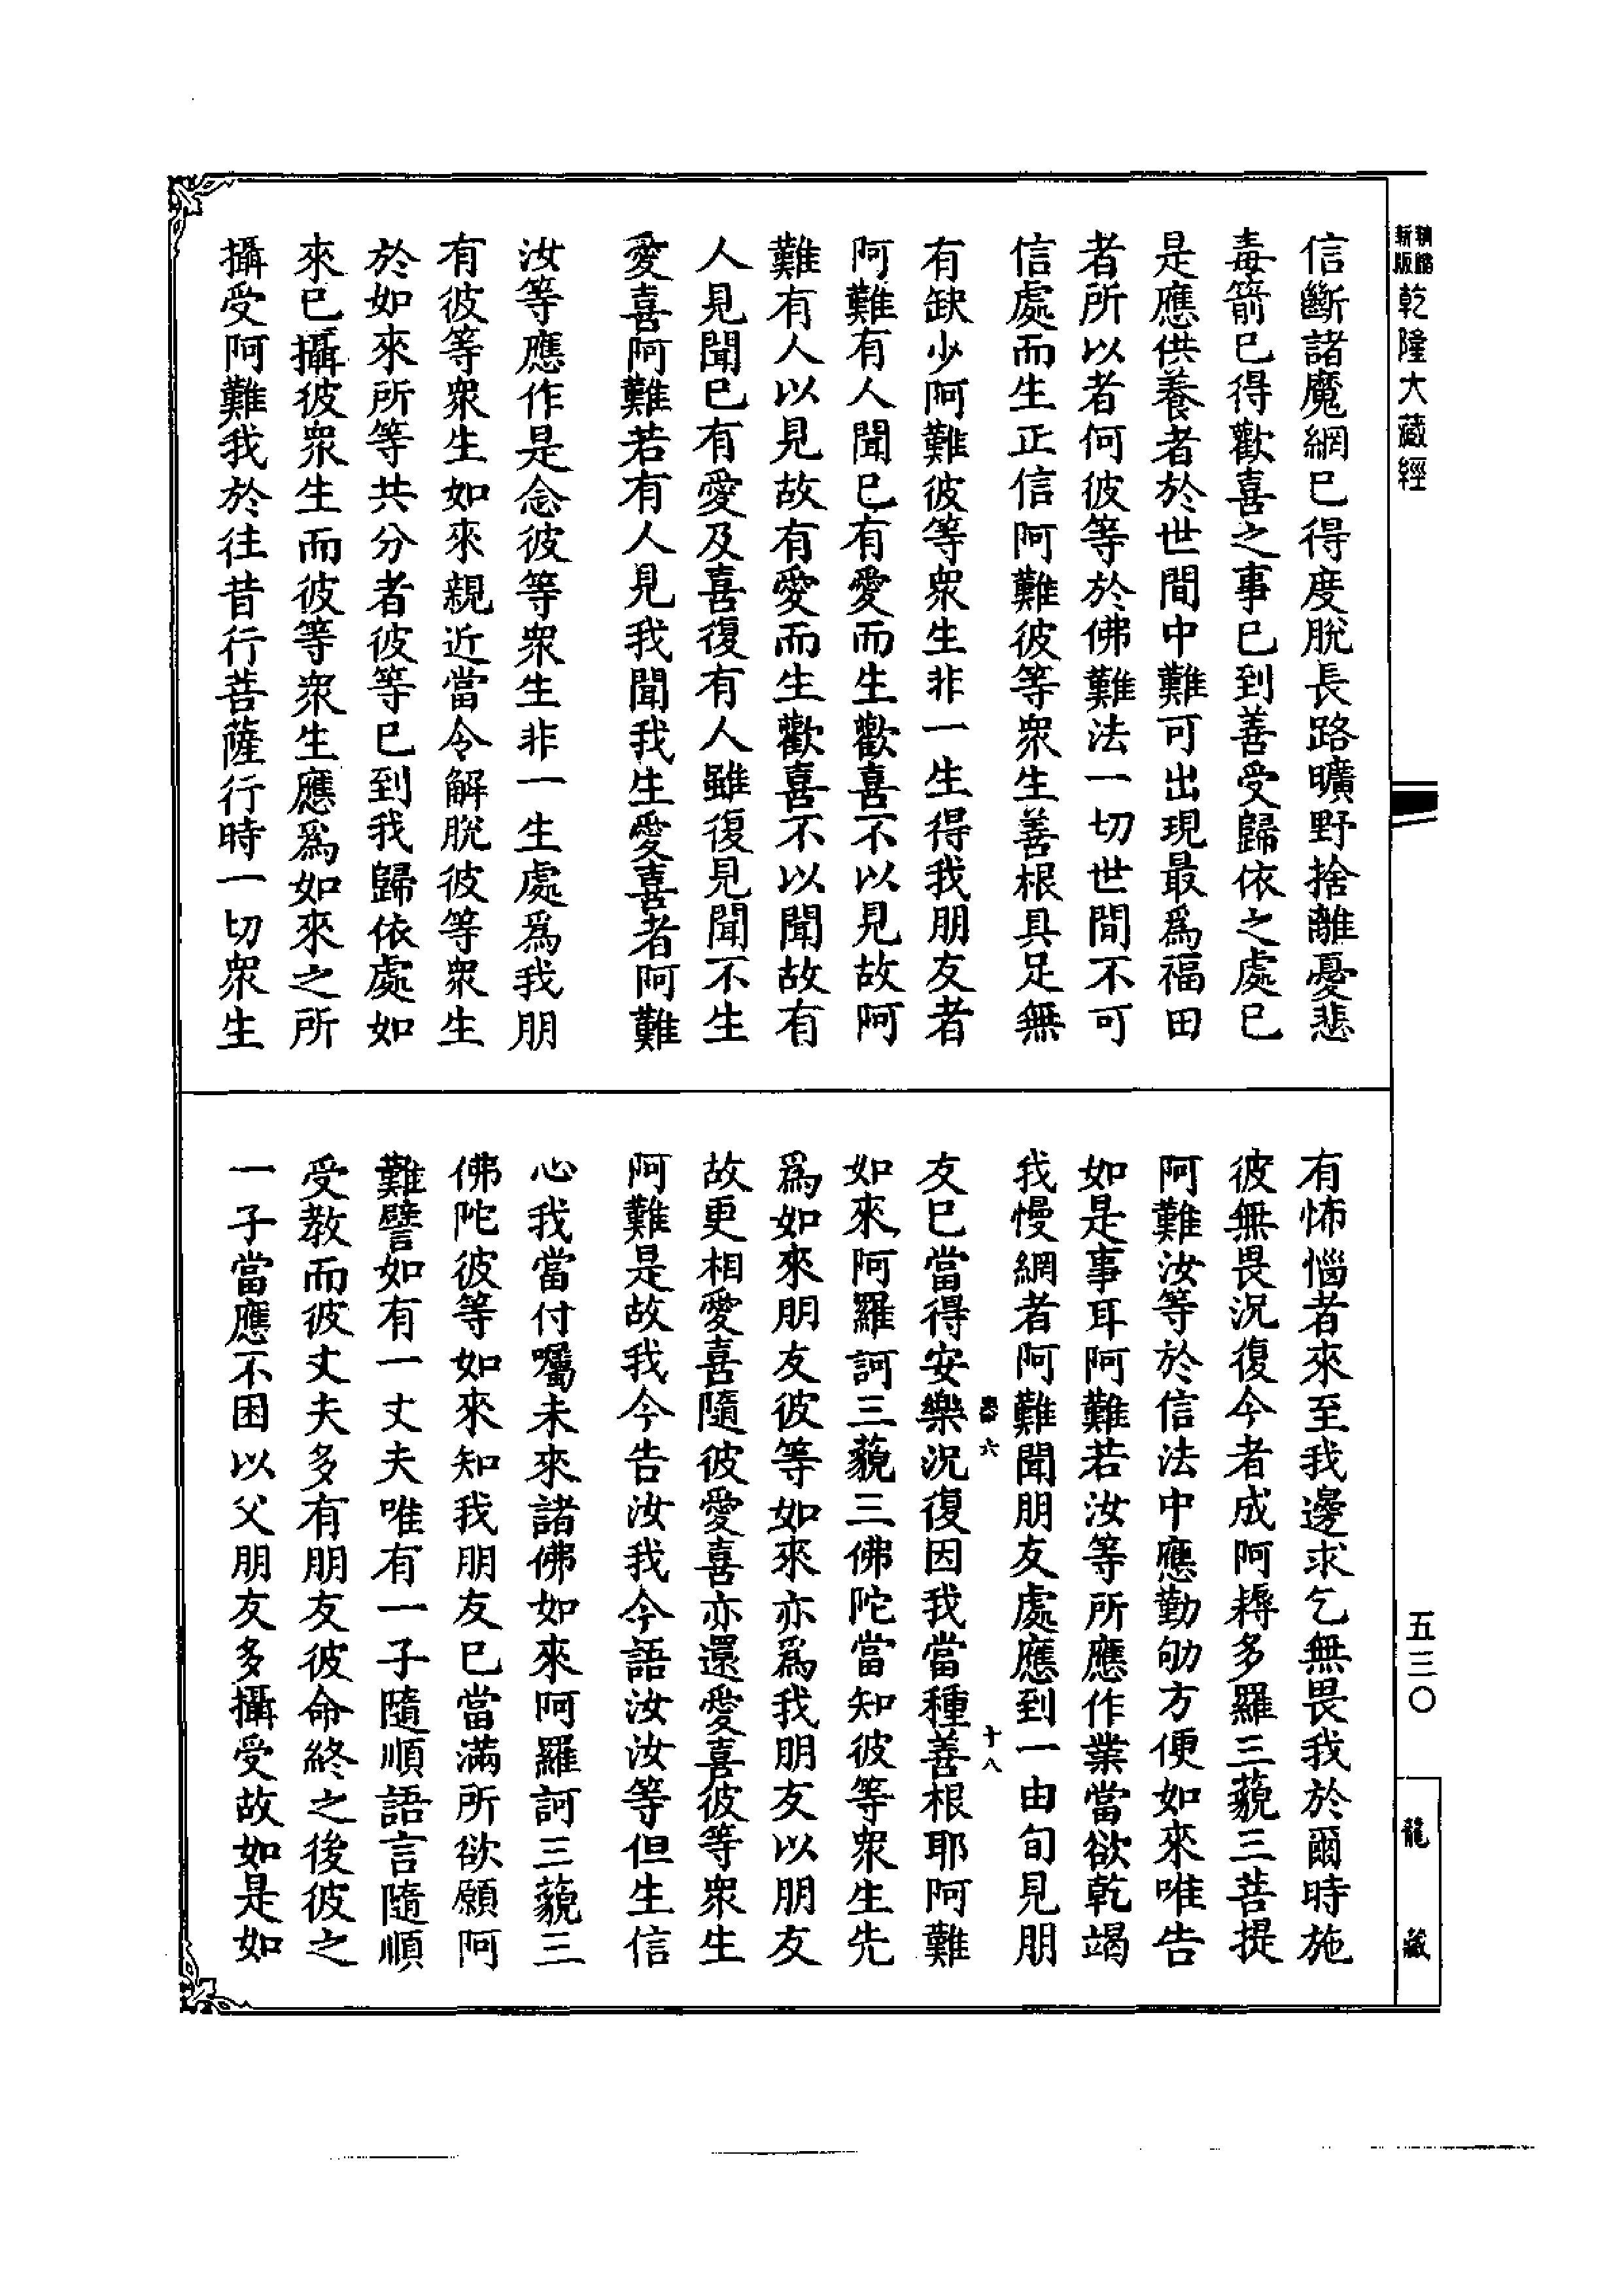 新版
乾隆大藏經
信斷諸魔網已得度脫長路曠野捨離憂悲
毒箭已得歡喜之事已到善受歸依之處已
是應供養者於世間中難可出現最爲福田
者所以者何彼等於佛難法一切世間不可
信處而生正信阿難彼等衆生善根具足無
有缺少阿難彼等衆生非一生得我朋友者
阿難有人聞已有愛而生歡喜不以見故阿
難有人以見故有愛而生歡喜不以聞故有
人見聞已有愛及喜復有人雖復見聞不生
愛喜阿難若有人見我聞我生愛喜者阿難
汝等應作是念彼等衆生非一生處爲我朋
有彼等衆生如來親近當令解脫彼等衆生
於如來所等共分者彼等已到我歸依處如
來已攝彼衆生而彼等衆生應爲如來之所
攝受阿難我於往昔行菩薩行時一切衆生
有怖惱者來至我邊求乞無畏我於爾時施
彼無畏況復今者成阿耨多羅三藐三菩提
阿難汝等於信法中應勤劬方便如來唯告
如是事耳阿難若汝等所應作業當欲乾竭
我慢網者阿難聞朋友處應到一由旬見朋
六
十八
友已當得安樂況復因我當種善根耶阿難
如來阿羅訶三藐三佛陀當知彼等衆生先
爲如來朋友彼等如來亦爲我朋友以朋友
故更相愛喜隨彼愛喜亦還愛喜彼等衆生
阿難是故我今告汝我今語汝汝等但生信
心我當付囑未來諸佛如來阿羅訶三藐三
佛陀彼等如來知我朋友已當滿所欲願阿
難譬如有一丈夫唯有一子隨順語言隨順
受教而彼丈夫多有朋友彼命終之後彼之
一子當應不困以父朋友多攝受故如是如
五三〇
龍藏